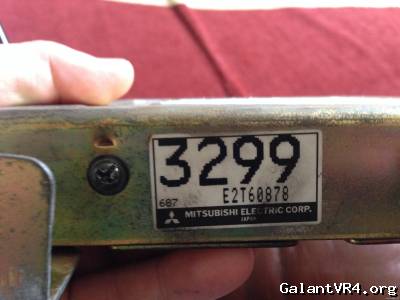 3299
687 E2T60878
MITSUBISHI ELECTRIC CORP.
JAPAN
GalantVR4.org